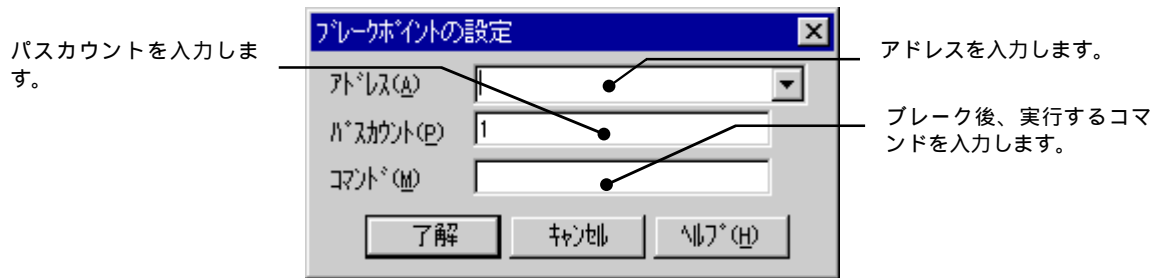 ﾌﾞﾚｰｸﾎﾟｲﾝﾄの設定
パスカウントを入力しま
す。
アドレスを入力します。
ｱﾄﾞﾚｽ(A)
ﾊﾟｽｶｳﾝﾄ(P)
1
ブレーク後、実行するコマ
ンドを入力します。
ｺﾏﾝﾄﾞ(M)
了解
ｷｬﾝｾﾙ
ﾍﾙﾌﾟ(H)